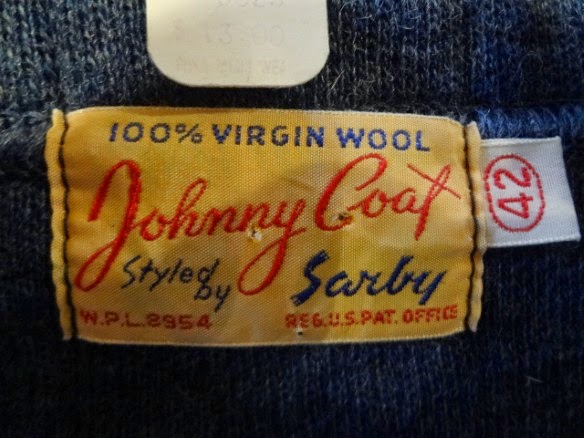 100% VIRGIN WOOL
Johnny Coat
Styled by Sarby
W.P.L.2954 REG.U.S.PAT. OFFICE
42